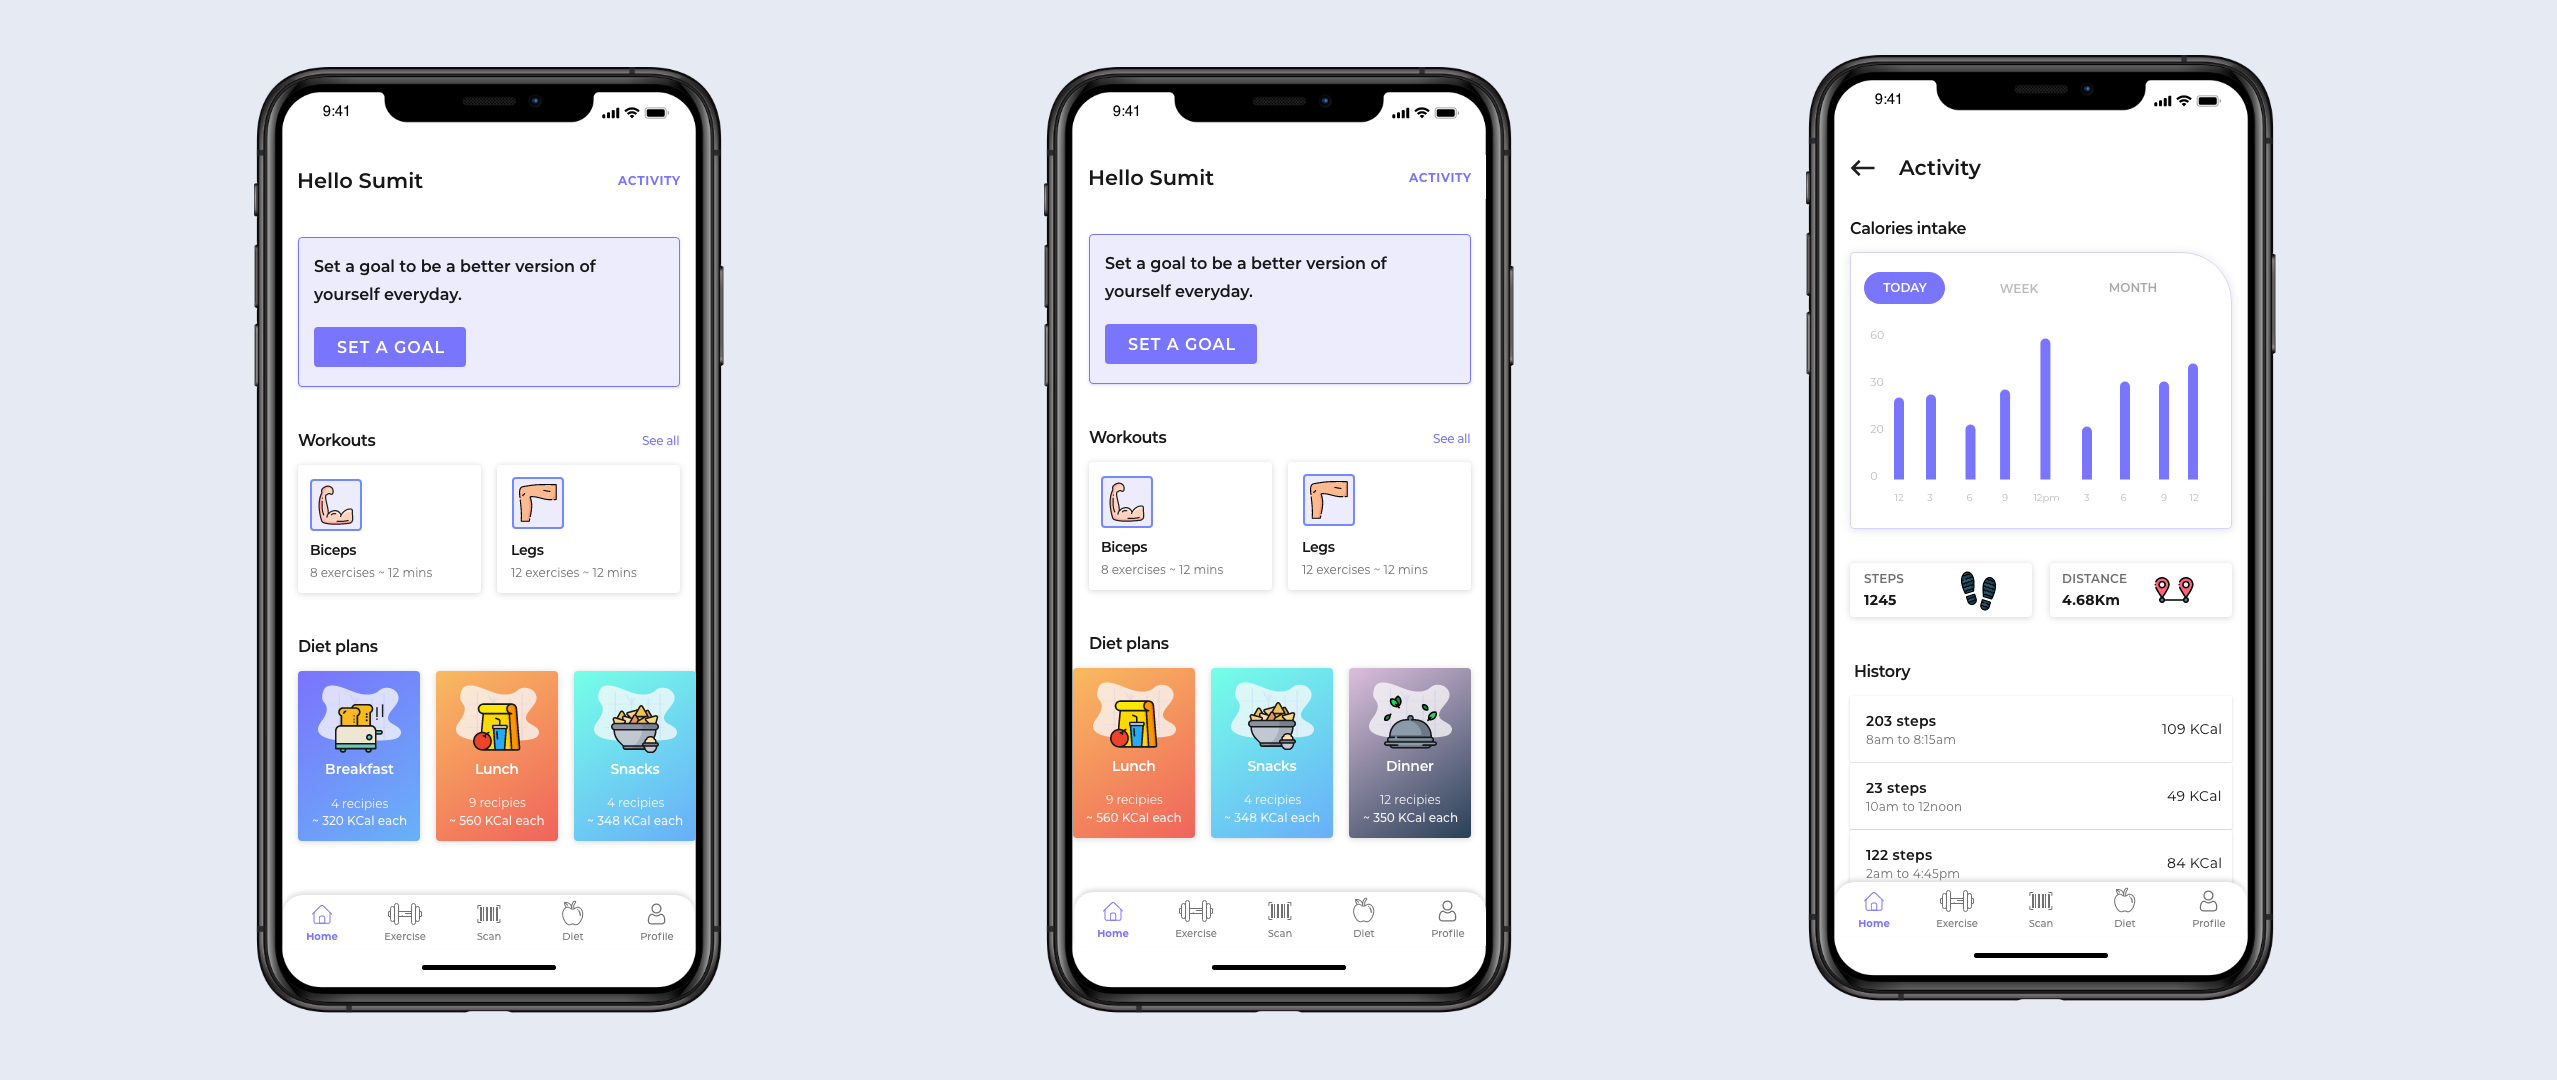 9:41
Hello Sumit
ACTIVITY
Set a goal to be a better version of
yourself everyday.
SET A GOAL
Workouts
See all
Biceps
8 exercises ~ 12 mins
Legs
12 exercises ~ 12 mins
Diet plans
Breakfast
4 recipies
~ 320 KCal each
Lunch
9 recipies
~ 560 KCal each
Snacks
4 recipies
~ 348 KCal each
Home
Exercise
Scan
Diet
Profile
9:41
Hello Sumit
ACTIVITY
Set a goal to be a better version of
yourself everyday.
SET A GOAL
Workouts
See all
Biceps
8 exercises ~ 12 mins
Legs
12 exercises ~ 12 mins
Diet plans
Lunch
9 recipies
~ 560 KCal each
Snacks
4 recipies
~ 348 KCal each
Dinner
12 recipies
~ 350 KCal each
Home
Exercise
Scan
Diet
Profile
9:41
Activity
Calories intake
TODAY
WEEK
MONTH
60
30
20
0
12 3 6 9 12pm 3 6 9 12
STEPS
1245
DISTANCE
4.68Km
History
203 steps
8am to 8:15am
109 KCal
23 steps
10am to 12noon
49 KCal
122 steps
2am to 4:45pm
84 KCal
Home
Exercise
Scan
Diet
Profile